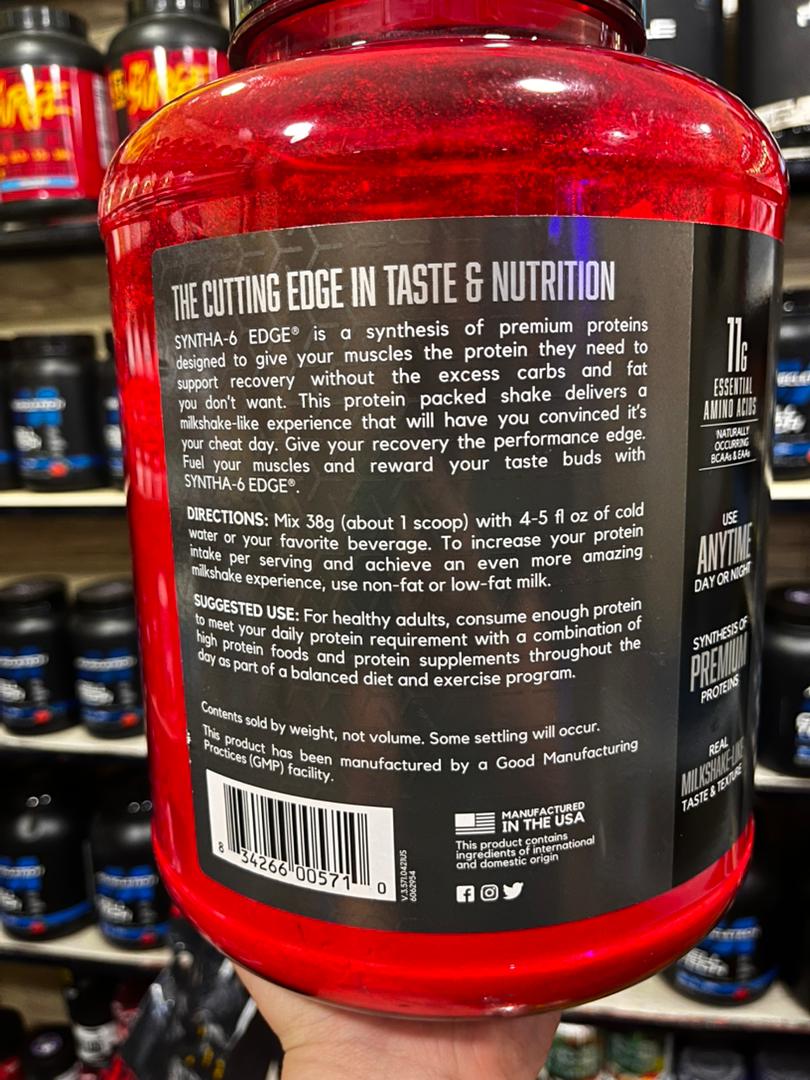 THE CUTTING EDGE IN TASTE & NUTRITION
SYNTHA-6 EDGE® is a synthesis of premium proteins
designed to give your muscles the protein they need to
support recovery without the excess carbs and fat
you don't want. This protein packed shake delivers a
milkshake-like experience that will have you convinced it's
your cheat day. Give your recovery the performance edge.
Fuel your muscles and reward your taste buds with
SYNTHA-6 EDGE®.
DIRECTIONS: Mix 38g (about 1 scoop) with 4-5 fl oz of cold
water or your favorite beverage. To increase your protein
intake per serving and achieve an even more amazing
milkshake experience, use non-fat or low-fat milk.
SUGGESTED USE: For healthy adults, consume enough protein
to meet your daily protein requirement with a combination of
high protein foods and protein supplements throughout the
day as part of a balanced diet and exercise program.
Contents sold by weight, not volume. Some settling will occur.
This product has been manufactured by a Good Manufacturing
Practices (GMP) facility.
8 34266 00571 0
V.3.571.0421US
6062954
MANUFACTURED
IN THE USA
This product contains
ingredients of international
and domestic origin
11G
ESSENTIAL
AMINO ACIDS
NATURALLY
OCCURRING
BCAAs & EAAs
USE
ANYTIME
DAY OR NIGHT
SYNTHESIS OF
PREMIUM
PROTEINS
REAL
MILKSHAKE-LIKE
TASTE & TEXTURE